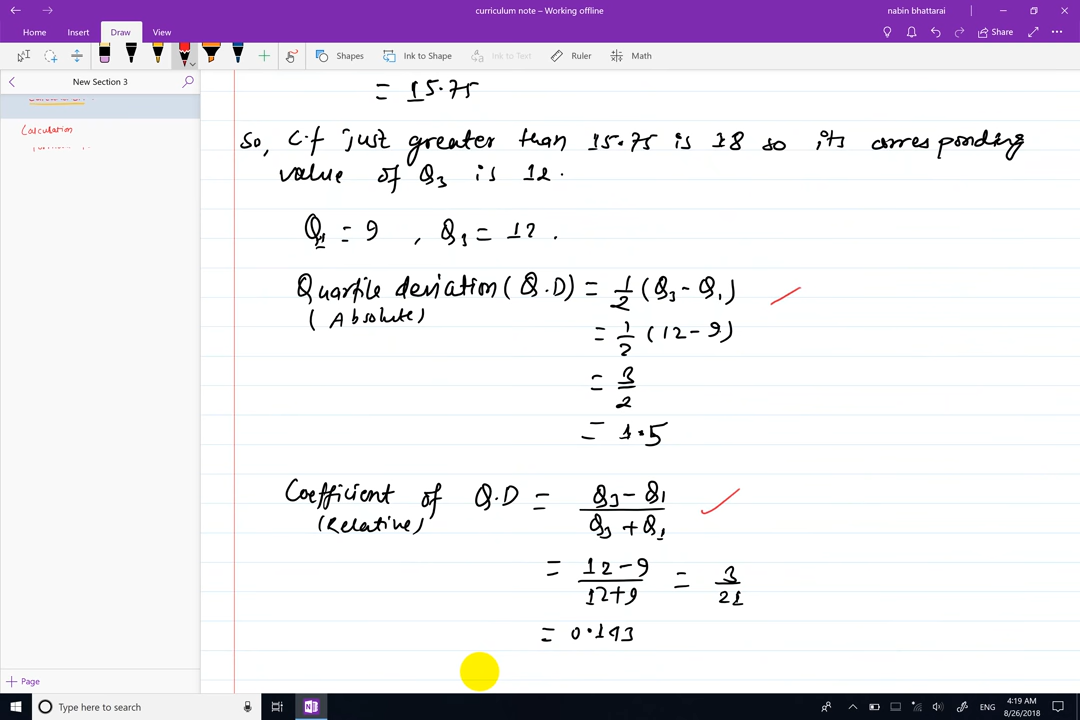 curriculum note – Working offline
nabin bhattarai
Home Insert Draw View
Share
Shapes Ink to Shape Ink to Text Ruler Math
New Section 3
Calculation
= 15.75
So, c.f just greater than 15.75 is 18 so its corresponding
value of Q3 is 12.
Q1 = 9 , Q3 = 12 .
Quartile deviation (Q.D) = 1/2 (Q3 - Q1)
(Absolute)
= 1/2 (12 - 9)
= 3/2
= 1.5
Coefficient of Q.D = Q3 - Q1 / Q3 + Q1
(Relative)
= 12 - 9 / 12 + 9 = 3/21
= 0.143
+ Page
Type here to search
ENG
4:19 AM
8/26/2018